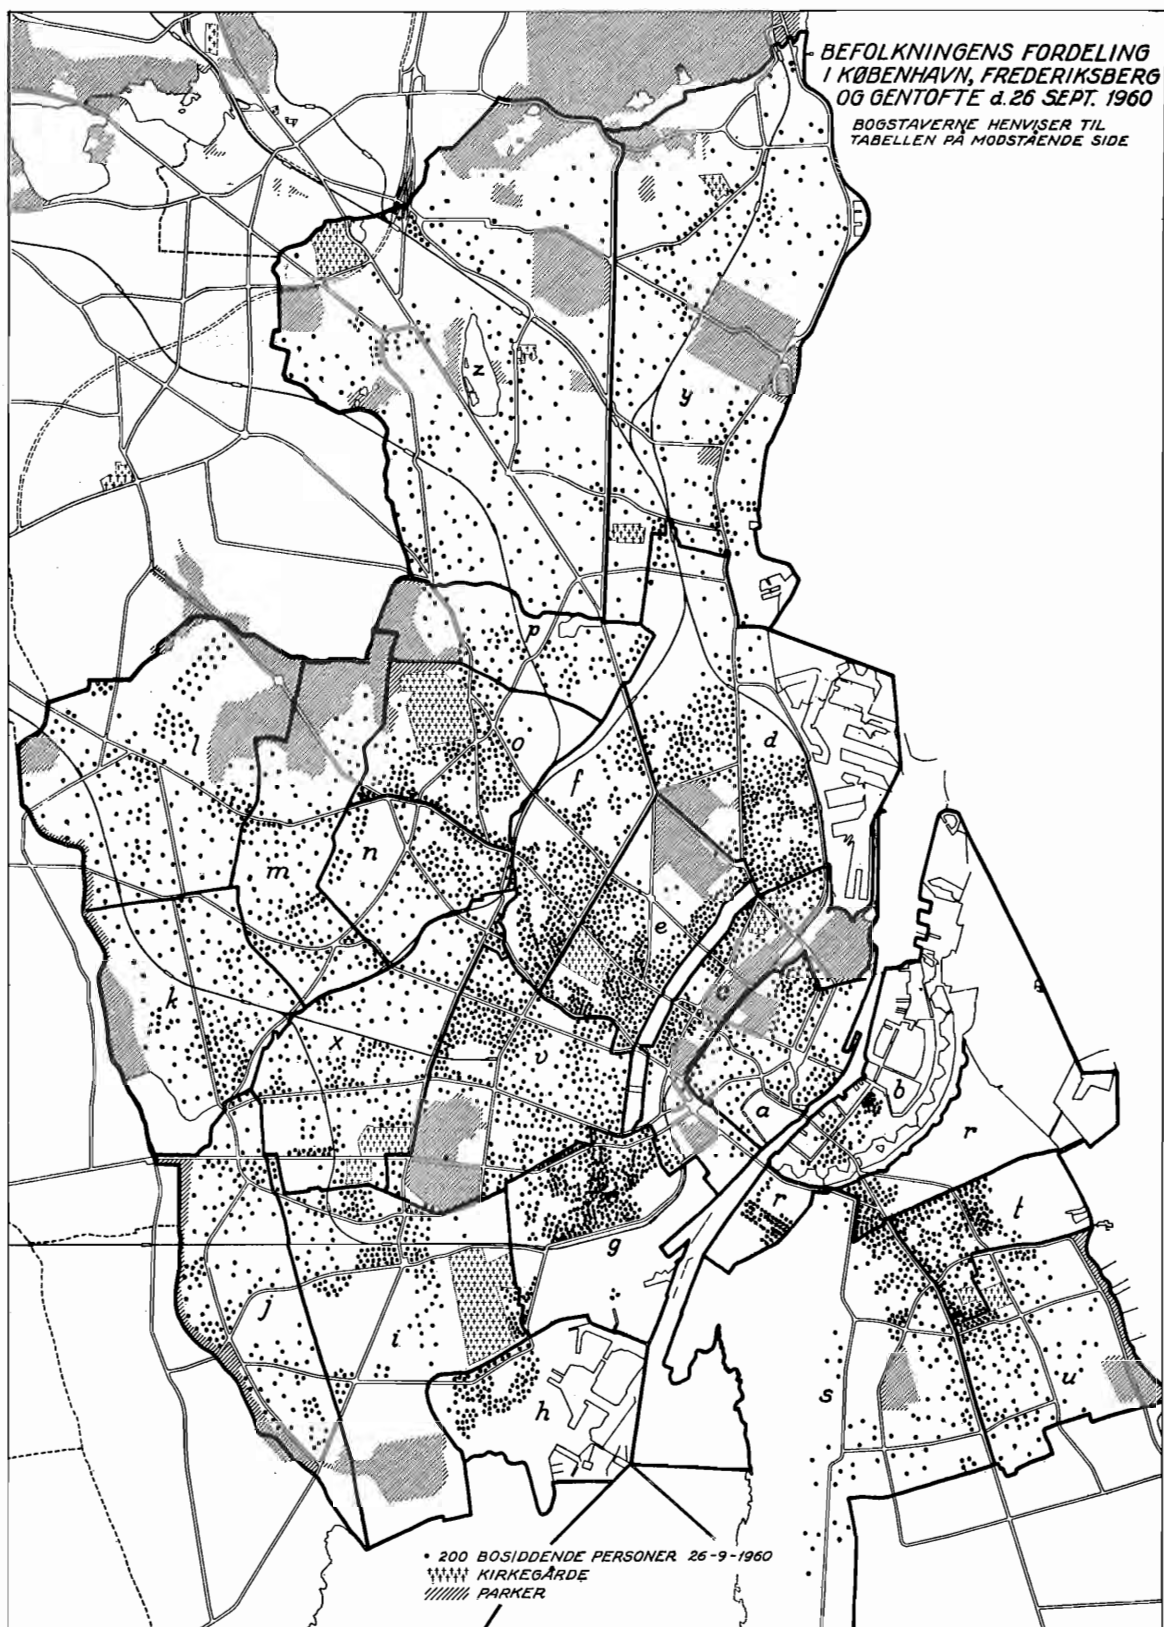 BEFOLKNINGENS FORDELING
I KØBENHAVN, FREDERIKSBERG
OG GENTOFTE d. 26 SEPT. 1960
BOGSTAVERNE HENVISER TIL
TABELLEN PÅ MODSTÅENDE SIDE
z
y
p
l
o
d
f
m
n
e
k
c
x
v
b
a
r
r
t
g
j
i
s
u
h
• 200 BOSIDDENDE PERSONER 26-9-1960
KIRKEGÅRDE
PARKER